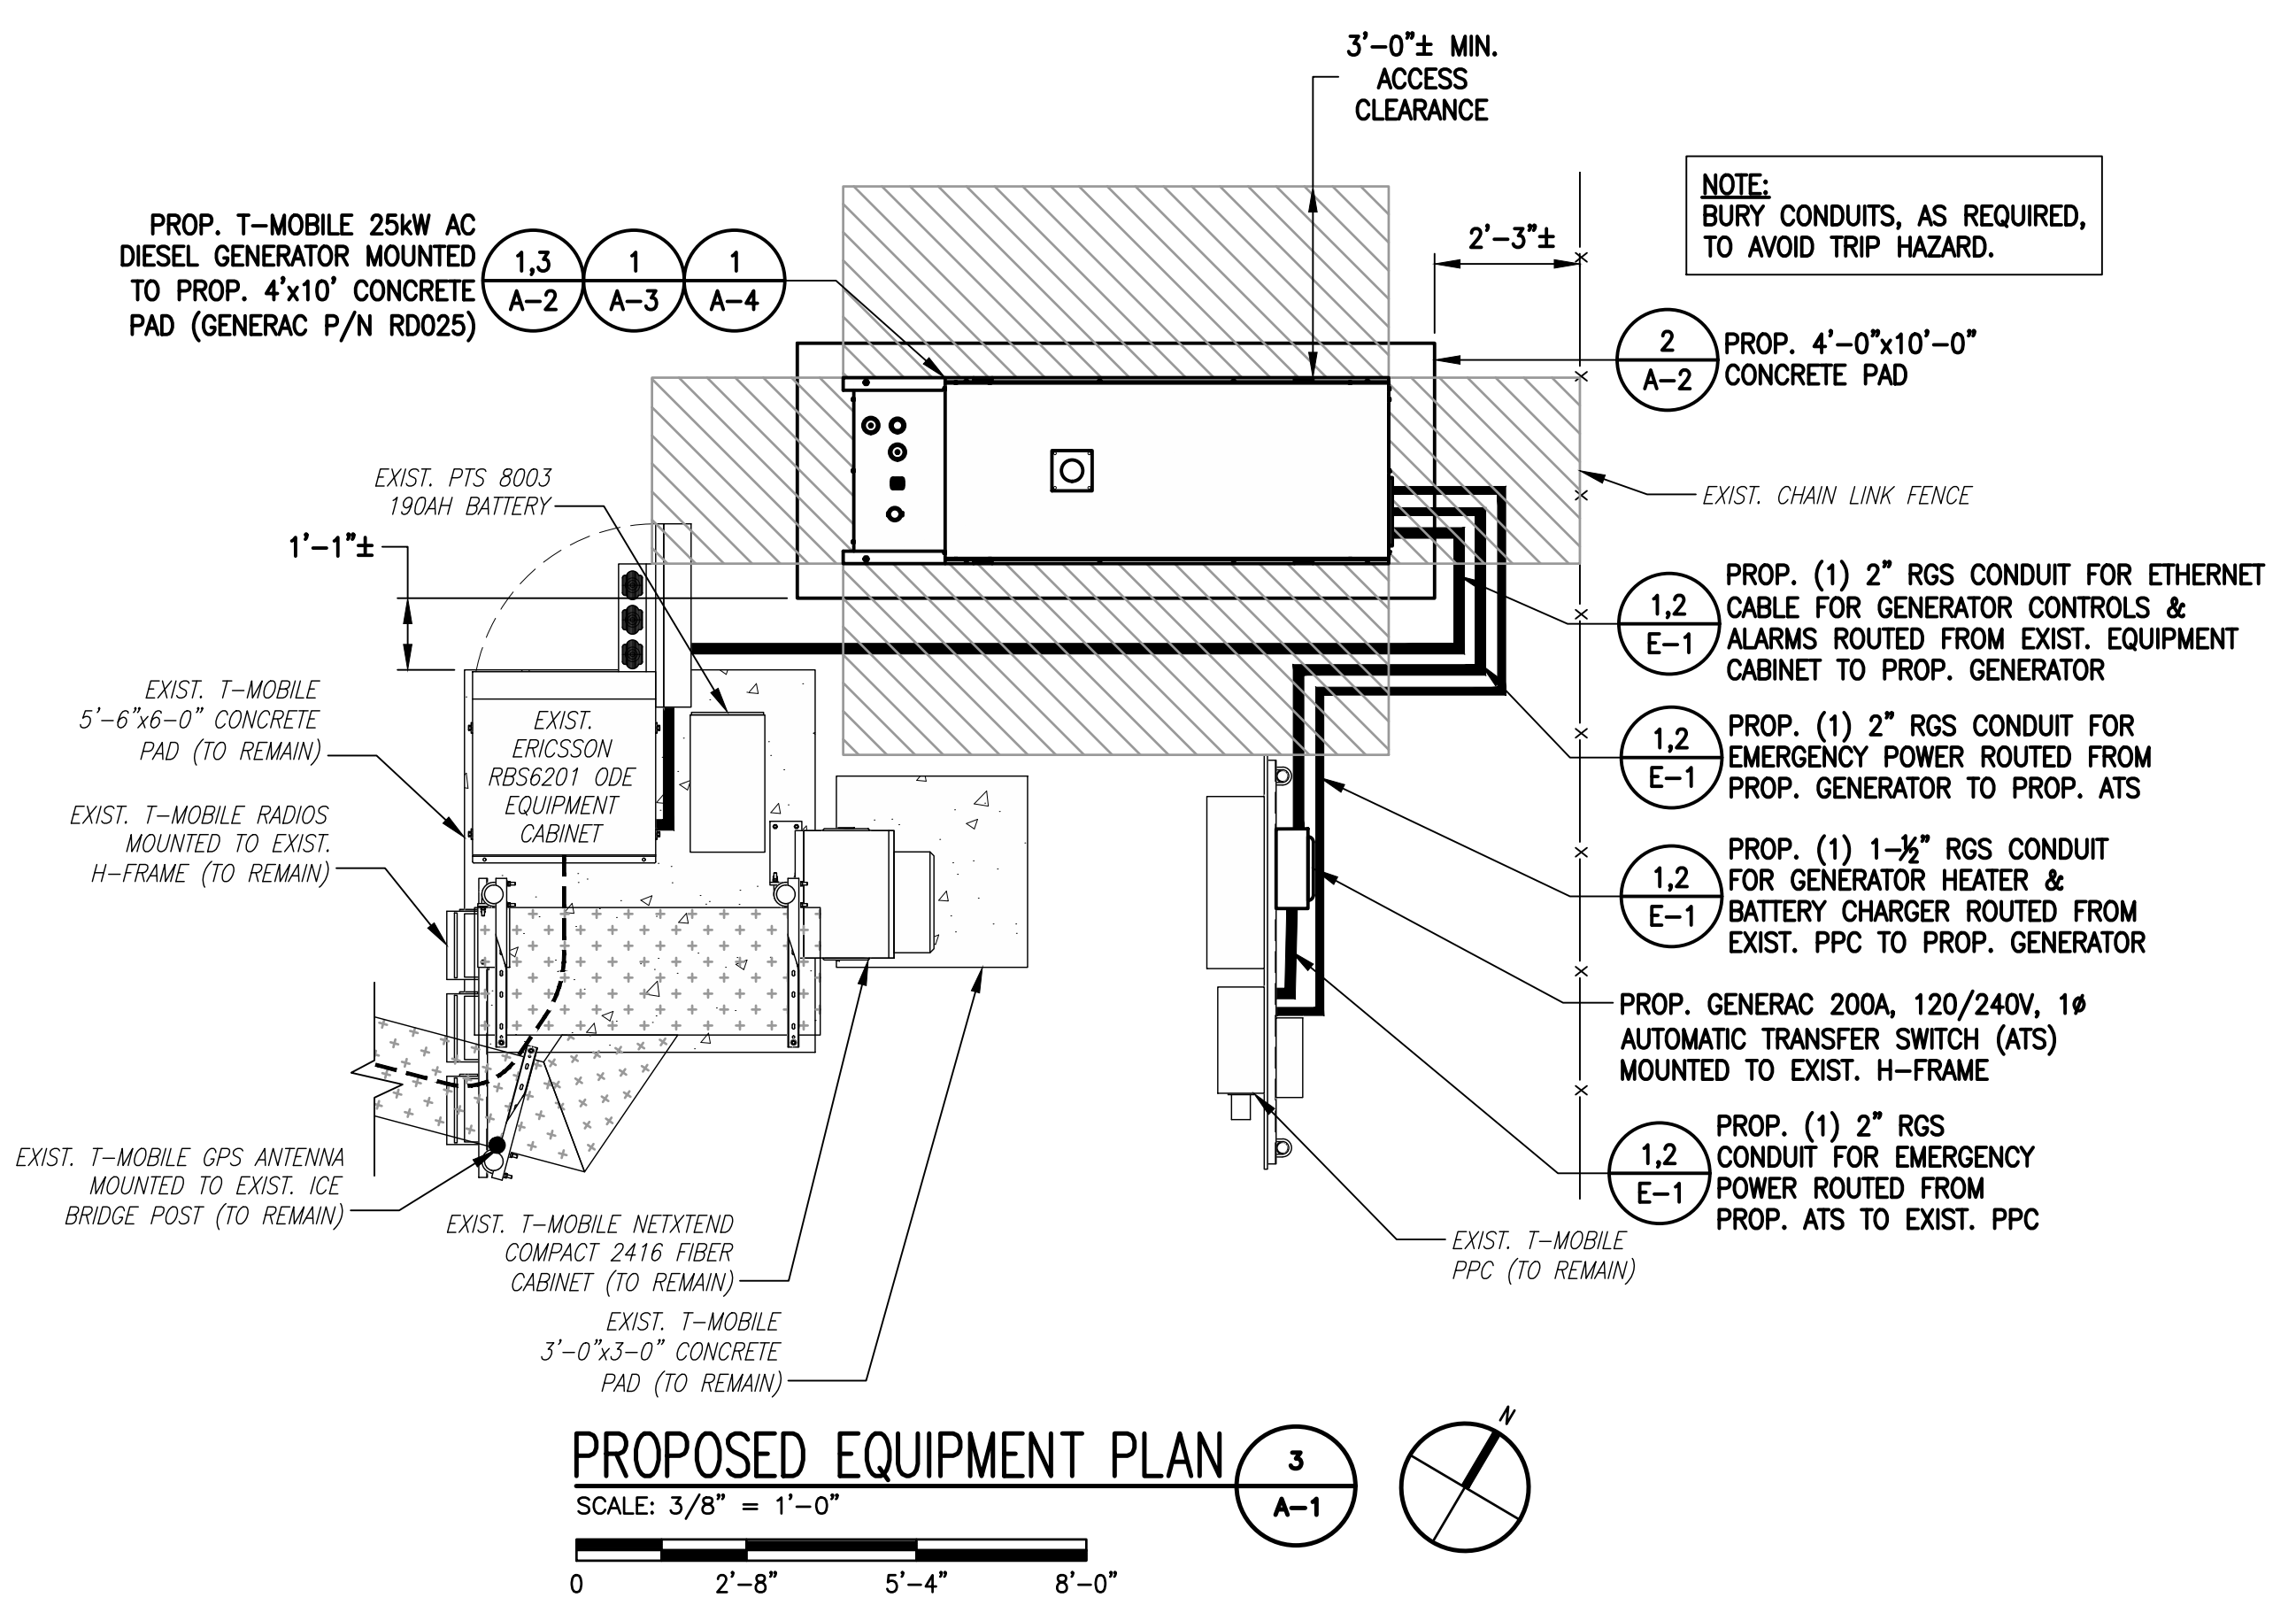 3'-0"± MIN.
ACCESS
CLEARANCE
NOTE:
BURY CONDUITS, AS REQUIRED,
TO AVOID TRIP HAZARD.
2'-3"±
PROP. T-MOBILE 25kW AC
DIESEL GENERATOR MOUNTED
TO PROP. 4'x10' CONCRETE
PAD (GENERAC P/N RD025)
1,3
A-2
1
A-3
1
A-4
2
A-2
PROP. 4'-0"x10'-0"
CONCRETE PAD
EXIST. PTS 8003
190AH BATTERY
EXIST. CHAIN LINK FENCE
1'-1"±
1,2
E-1
PROP. (1) 2" RGS CONDUIT FOR ETHERNET
CABLE FOR GENERATOR CONTROLS &
ALARMS ROUTED FROM EXIST. EQUIPMENT
CABINET TO PROP. GENERATOR
EXIST. T-MOBILE
5'-6"x6-0" CONCRETE
PAD (TO REMAIN)
EXIST.
ERICSSON
RBS6201 ODE
EQUIPMENT
CABINET
1,2
E-1
PROP. (1) 2" RGS CONDUIT FOR
EMERGENCY POWER ROUTED FROM
PROP. GENERATOR TO PROP. ATS
EXIST. T-MOBILE RADIOS
MOUNTED TO EXIST.
H-FRAME (TO REMAIN)
1,2
E-1
PROP. (1) 1-½" RGS CONDUIT
FOR GENERATOR HEATER &
BATTERY CHARGER ROUTED FROM
EXIST. PPC TO PROP. GENERATOR
PROP. GENERAC 200A, 120/240V, 1ø
AUTOMATIC TRANSFER SWITCH (ATS)
MOUNTED TO EXIST. H-FRAME
1,2
E-1
PROP. (1) 2" RGS
CONDUIT FOR EMERGENCY
POWER ROUTED FROM
PROP. ATS TO EXIST. PPC
EXIST. T-MOBILE GPS ANTENNA
MOUNTED TO EXIST. ICE
BRIDGE POST (TO REMAIN)
EXIST. T-MOBILE NETXTEND
COMPACT 2416 FIBER
CABINET (TO REMAIN)
EXIST. T-MOBILE
PPC (TO REMAIN)
EXIST. T-MOBILE
3'-0"x3-0" CONCRETE
PAD (TO REMAIN)
PROPOSED EQUIPMENT PLAN
3
A-1
N
SCALE: 3/8" = 1'-0"
0 2'-8" 5'-4" 8'-0"